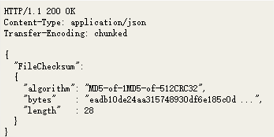 HTTP/1.1 200 OK
Content-Type: application/json
Transfer-Encoding: chunked
{
"FileChecksum":
{
"algorithm": "MD5-of-1MD5-of-512CRC32",
"bytes" : "eadb10de24aa315748930df6e185c0d ...",
"length" : 28
}
}